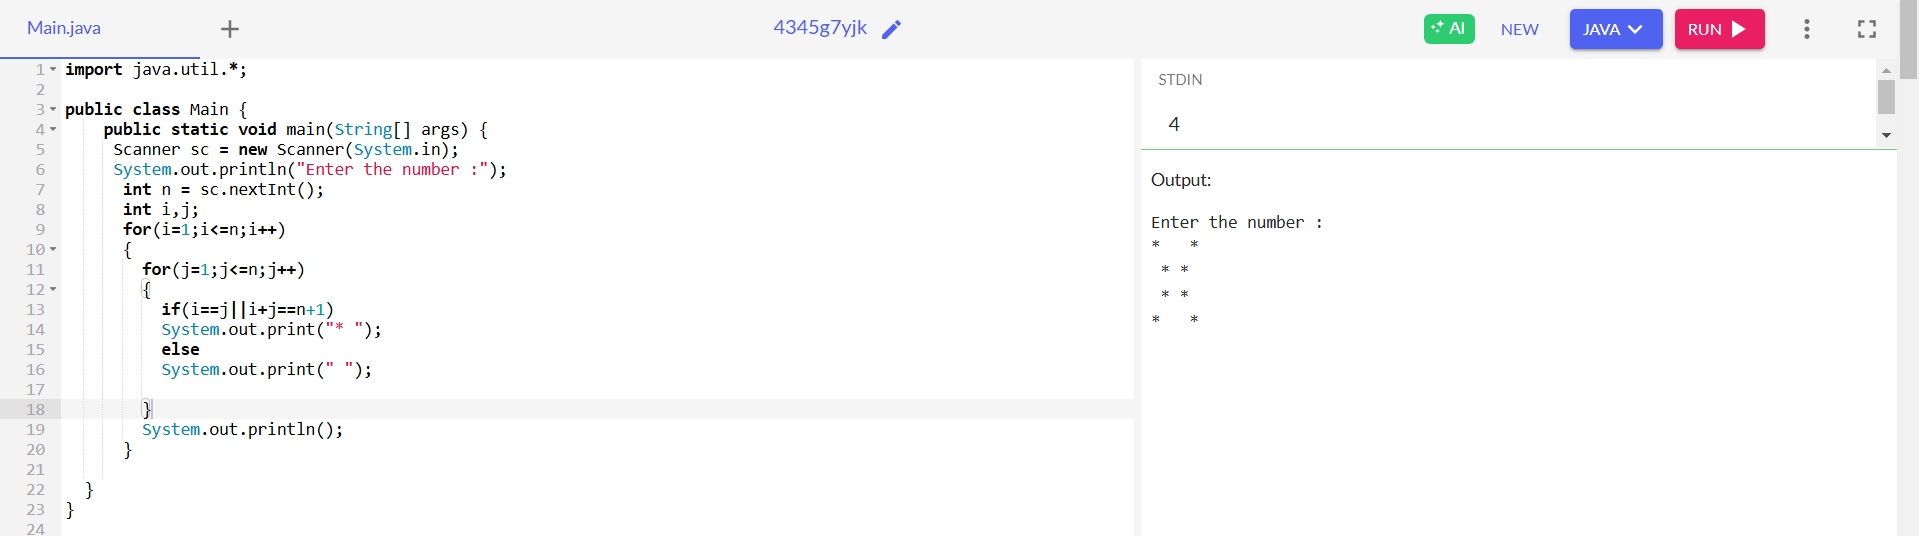 Main.java + 4345g7yjk AI NEW JAVA RUN
1 import java.util.*;
2
3 public class Main {
4     public static void main(String[] args) {
5      Scanner sc = new Scanner(System.in);
6      System.out.println("Enter the number :");
7       int n = sc.nextInt();
8       int i,j;
9       for(i=1;i<=n;i++)
10       {
11         for(j=1;j<=n;j++)
12         {
13           if(i==j||i+j==n+1)
14           System.out.print("* ");
15           else
16           System.out.print(" ");
17
18         }
19         System.out.println();
20       }
21
22   }
23 }
24
STDIN
4
Output:
Enter the number :
*   *
 * *
 * *
*   *